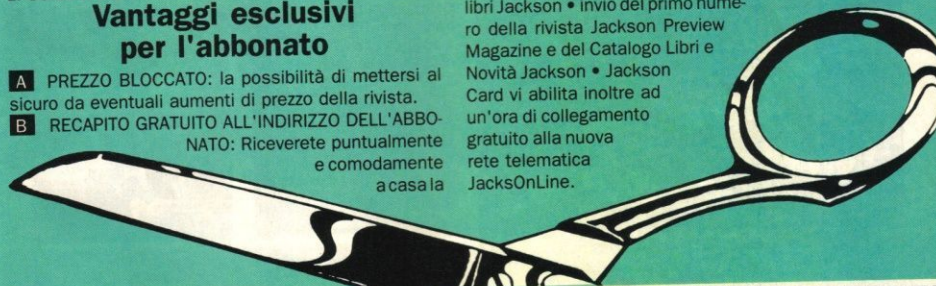 Vantaggi esclusivi
per l'abbonato
A PREZZO BLOCCATO: la possibilità di mettersi al
sicuro da eventuali aumenti di prezzo della rivista.
B RECAPITO GRATUITO ALL'INDIRIZZO DELL'ABBO-
NATO: Riceverete puntualmente
e comodamente
a casa la
libri Jackson • invio del primo nume-
ro della rivista Jackson Preview
Magazine e del Catalogo Libri e
Novità Jackson • Jackson
Card vi abilita inoltre ad
un'ora di collegamento
gratuito alla nuova
rete telematica
JacksOnLine.